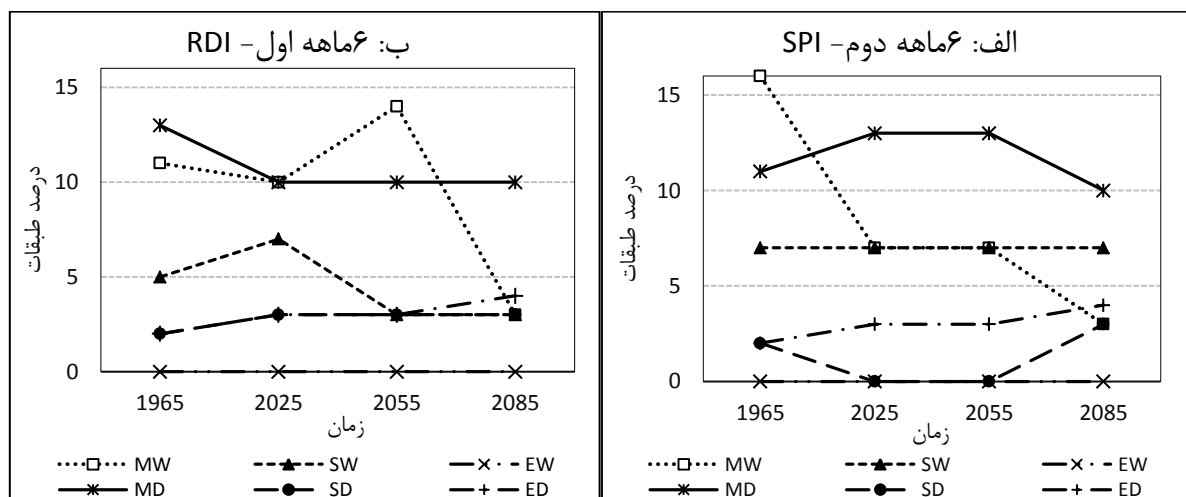 الف: ۶ماهه دوم- SPI
درصد طبقات
15
10
5
0
1965 2025 2055 2085
زمان
MW SW EW
MD SD ED
ب: ۶ماهه اول- RDI
درصد طبقات
15
10
5
0
1965 2025 2055 2085
زمان
MW SW EW
MD SD ED